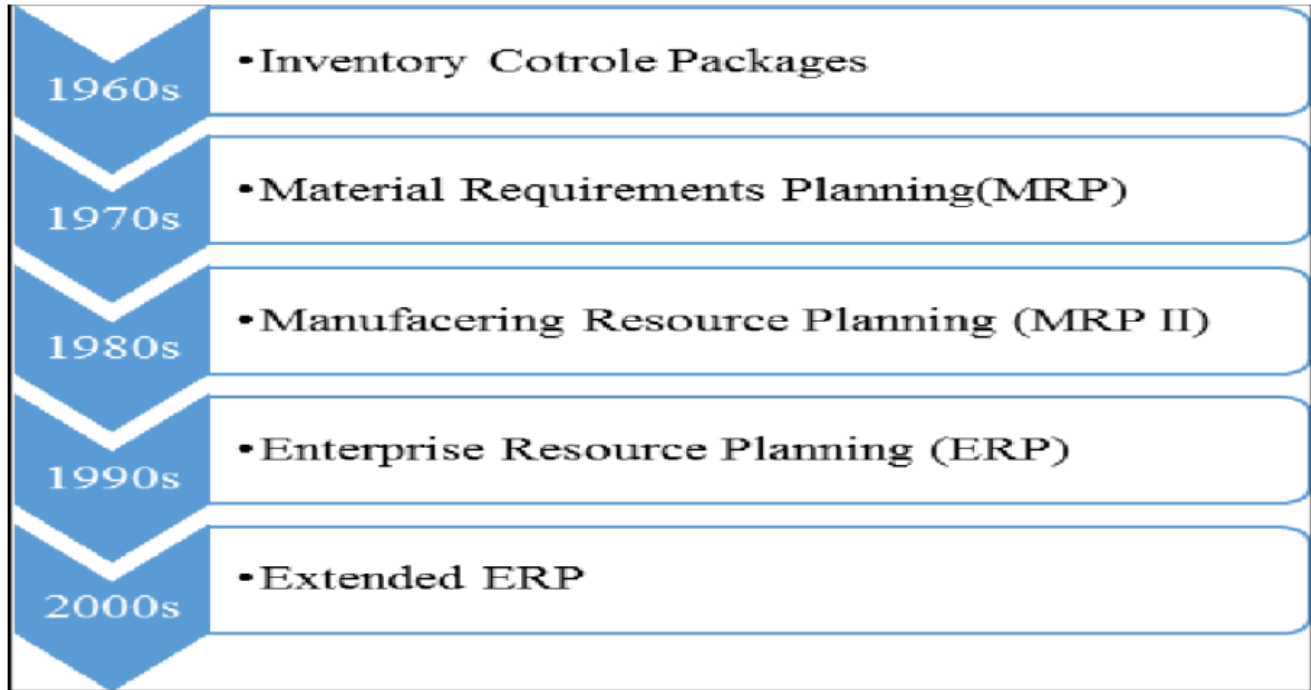 1960s
•Inventory Cotrole Packages
1970s
•Material Requirements Planning(MRP)
1980s
•Manufacering Resource Planning (MRP II)
1990s
•Enterprise Resource Planning (ERP)
2000s
•Extended ERP